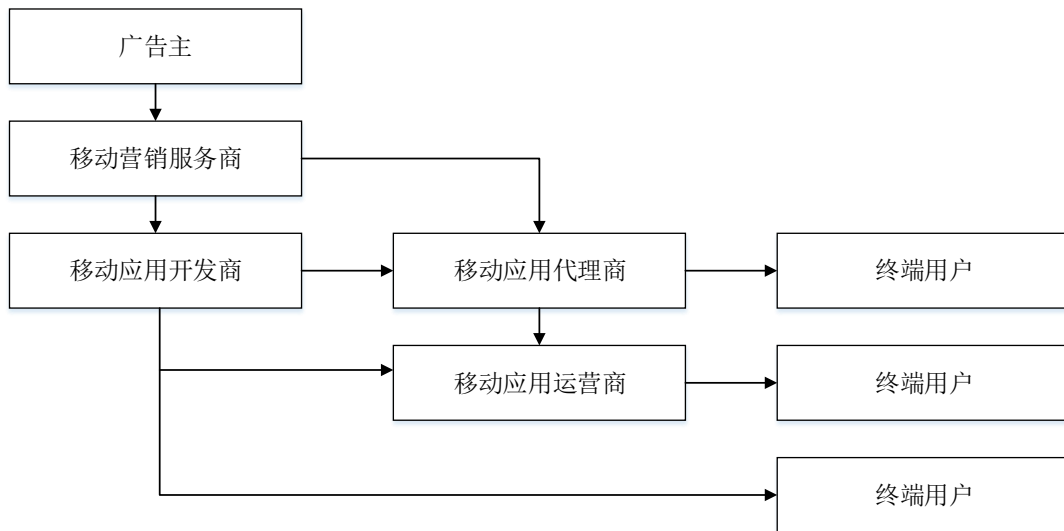 广告主
移动营销服务商
移动应用开发商
移动应用代理商
终端用户
移动应用运营商
终端用户
终端用户